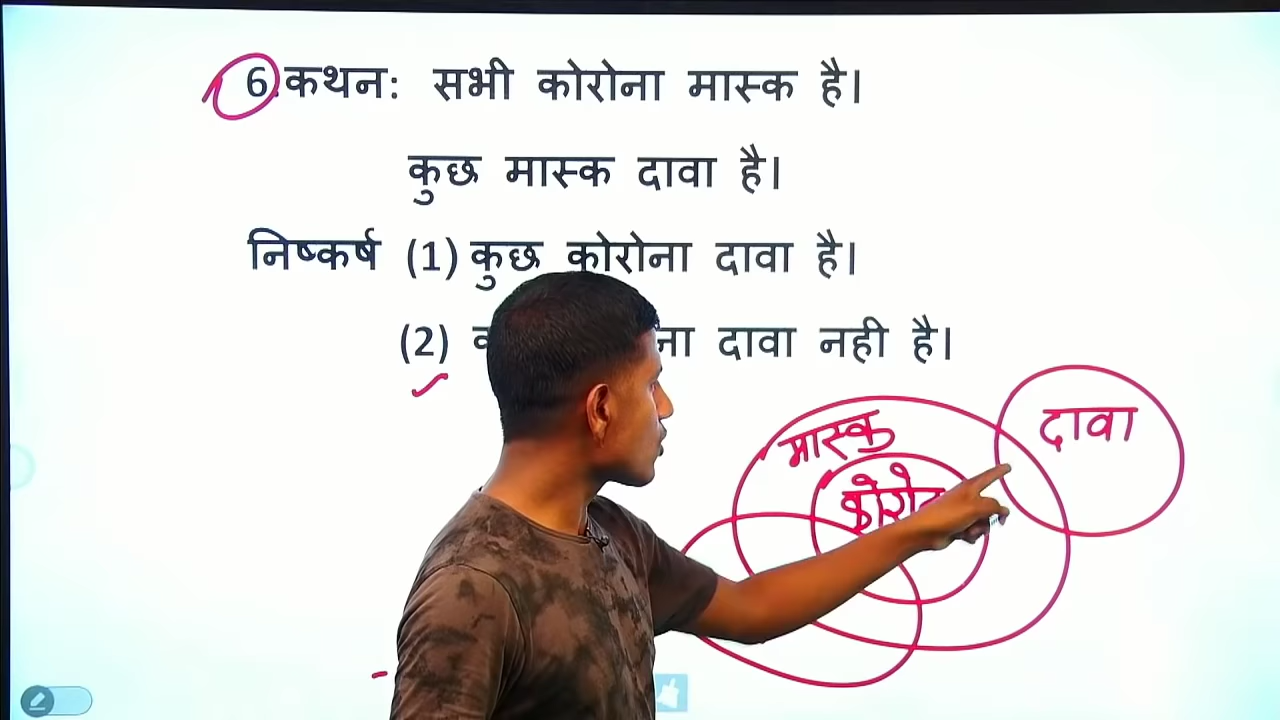 6.कथन: सभी कोरोना मास्क है।
कुछ मास्क दावा है।
निष्कर्ष (1) कुछ कोरोना दावा है।
(2) दावा नही है।
मास्क
दावा